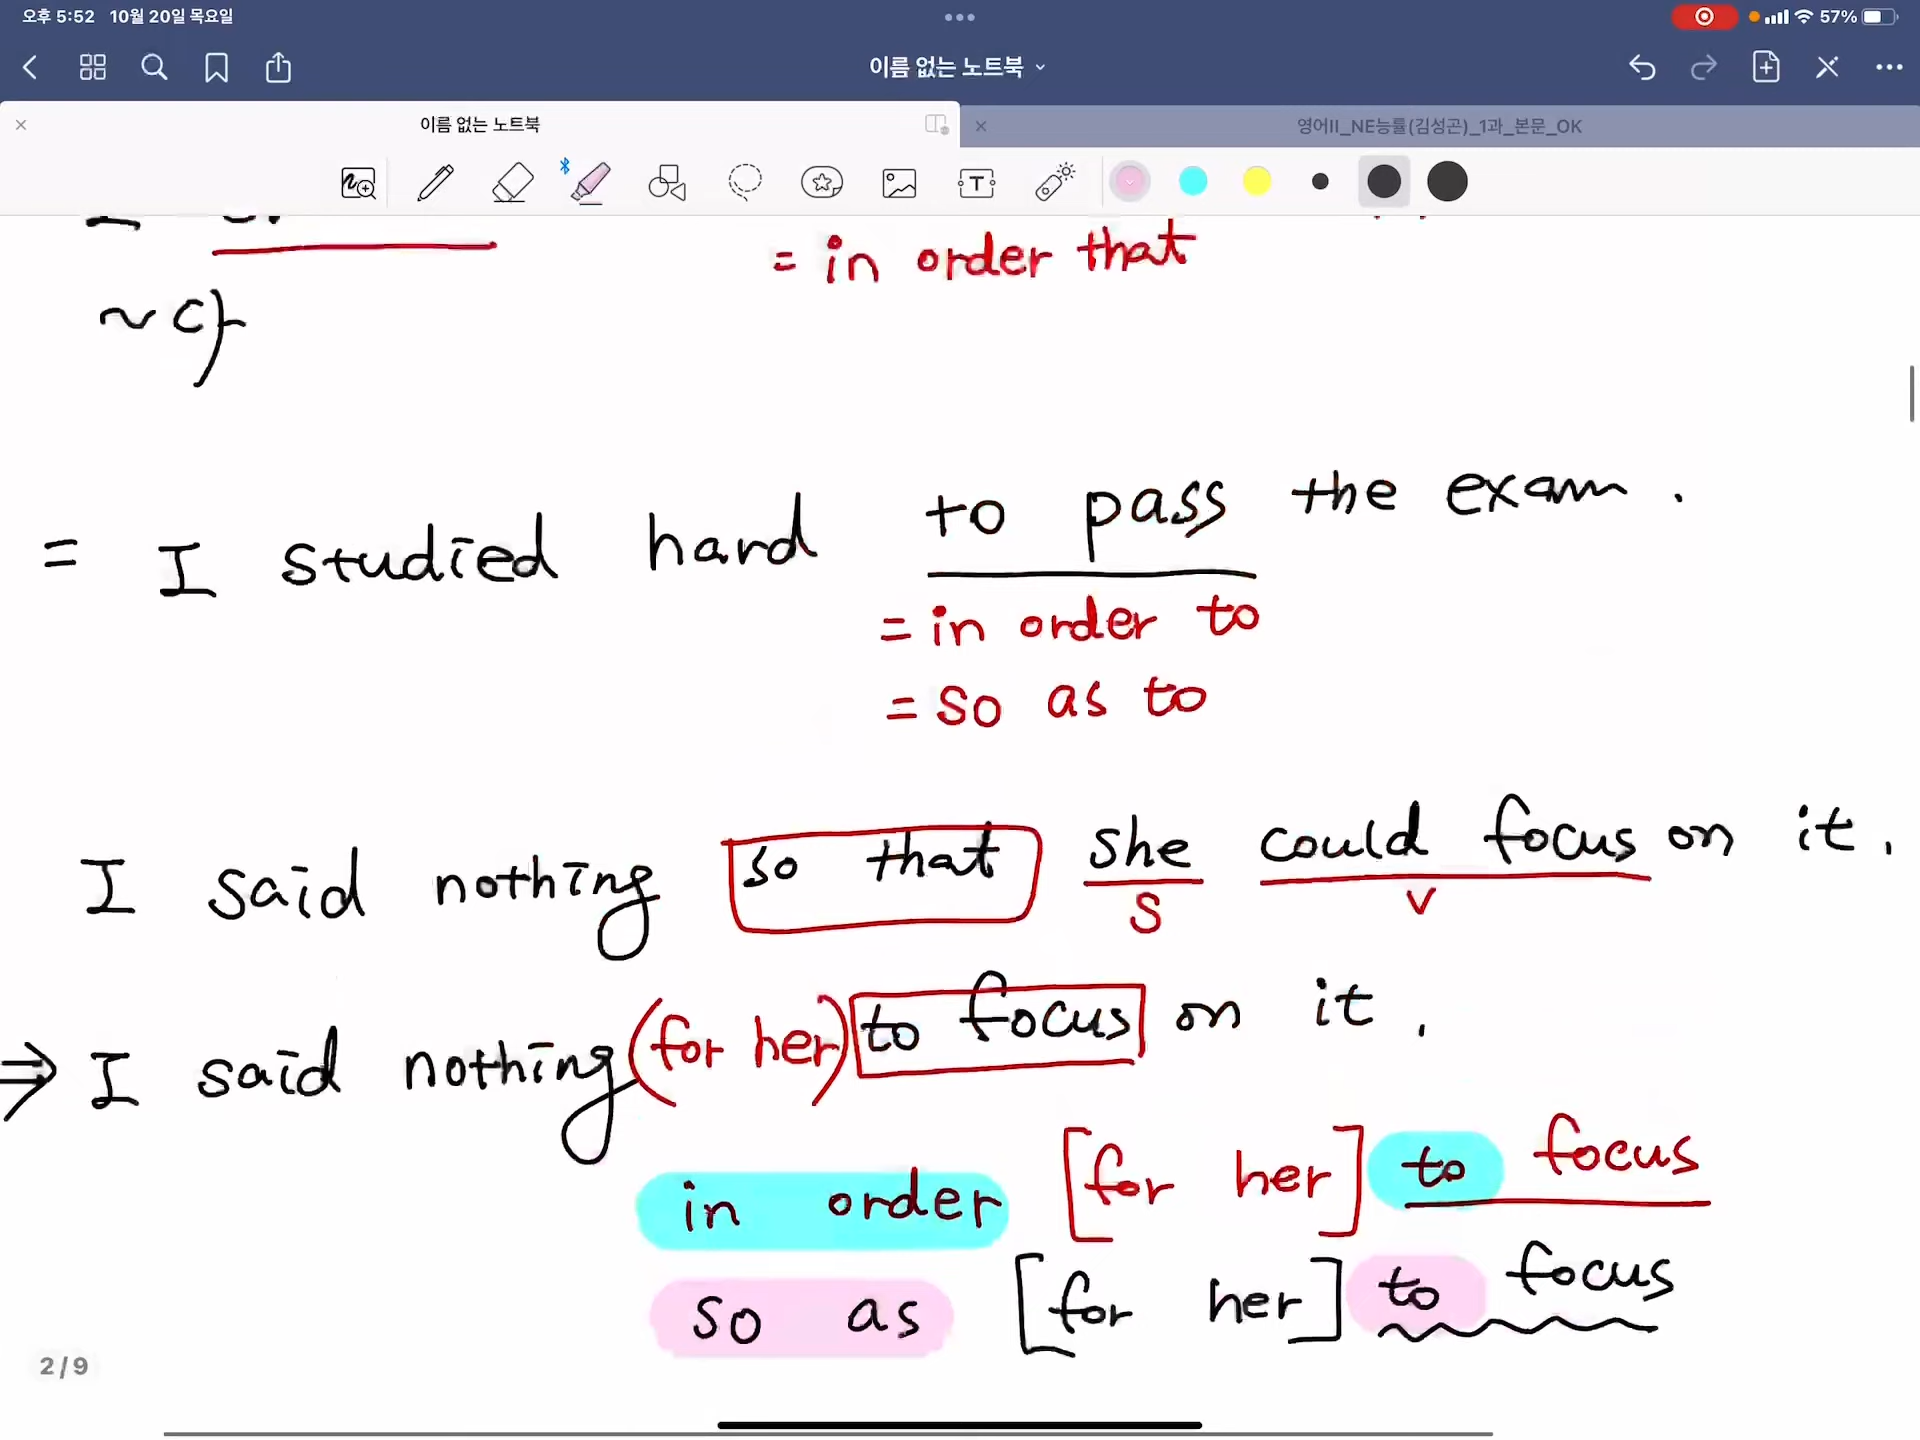 오후 5:52 10월 20일 목요일
57%
이름 없는 노트북
이름 없는 노트북
영어II_NE능률(김성곤)_1과_본문_OK
= in order that
= I studied hard to pass the exam.
= in order to
= so as to
I said nothing so that she could focus on it.
S V
⇒ I said nothing (for her) to focus on it.
in order [for her] to focus
so as [for her] to focus
2/9